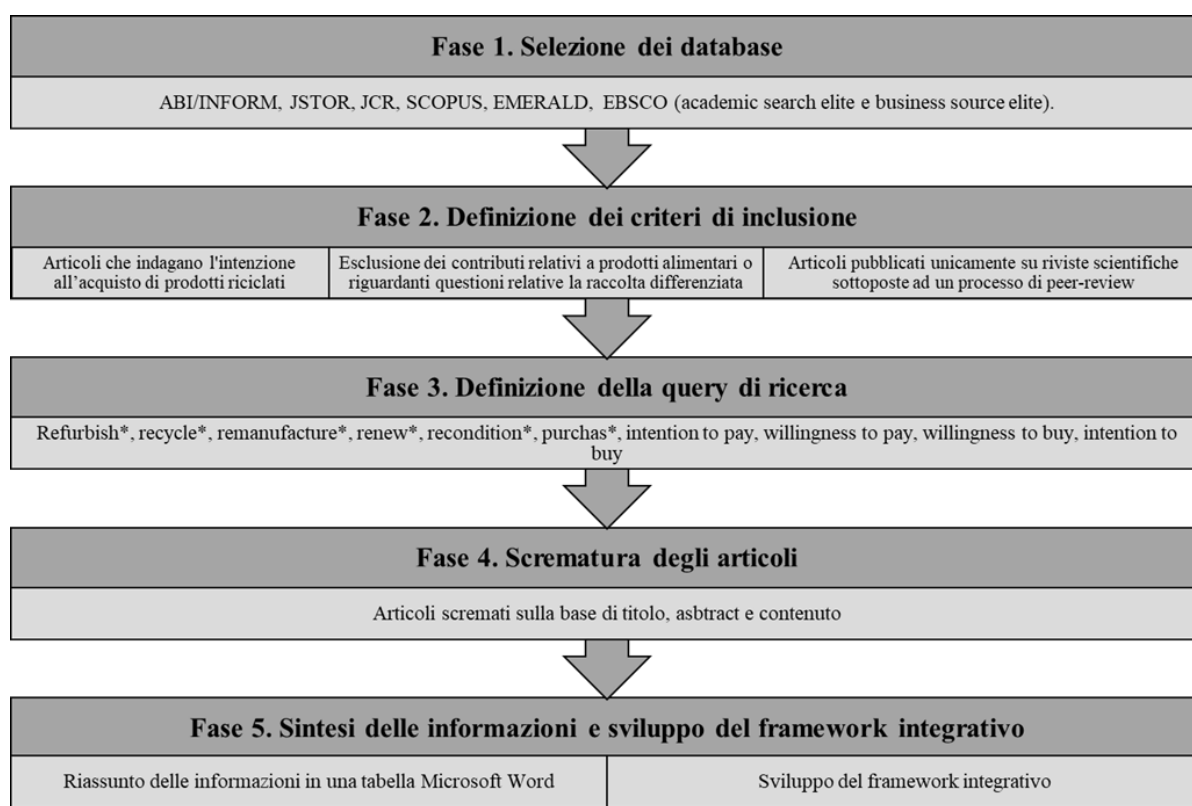 Fase 1. Selezione dei database
ABI/INFORM, JSTOR, JCR, SCOPUS, EMERALD, EBSCO (academic search elite e business source elite).
Fase 2. Definizione dei criteri di inclusione
Articoli che indagano l'intenzione
all’acquisto di prodotti riciclati
Esclusione dei contributi relativi a prodotti alimentari o
riguardanti questioni relative la raccolta differenziata
Articoli pubblicati unicamente su riviste scientifiche
sottoposte ad un processo di peer-review
Fase 3. Definizione della query di ricerca
Refurbish*, recycle*, remanufacture*, renew*, recondition*, purchas*, intention to pay, willingness to pay, willingness to buy, intention to
buy
Fase 4. Scrematura degli articoli
Articoli scremati sulla base di titolo, asbtract e contenuto
Fase 5. Sintesi delle informazioni e sviluppo del framework integrativo
Riassunto delle informazioni in una tabella Microsoft Word
Sviluppo del framework integrativo